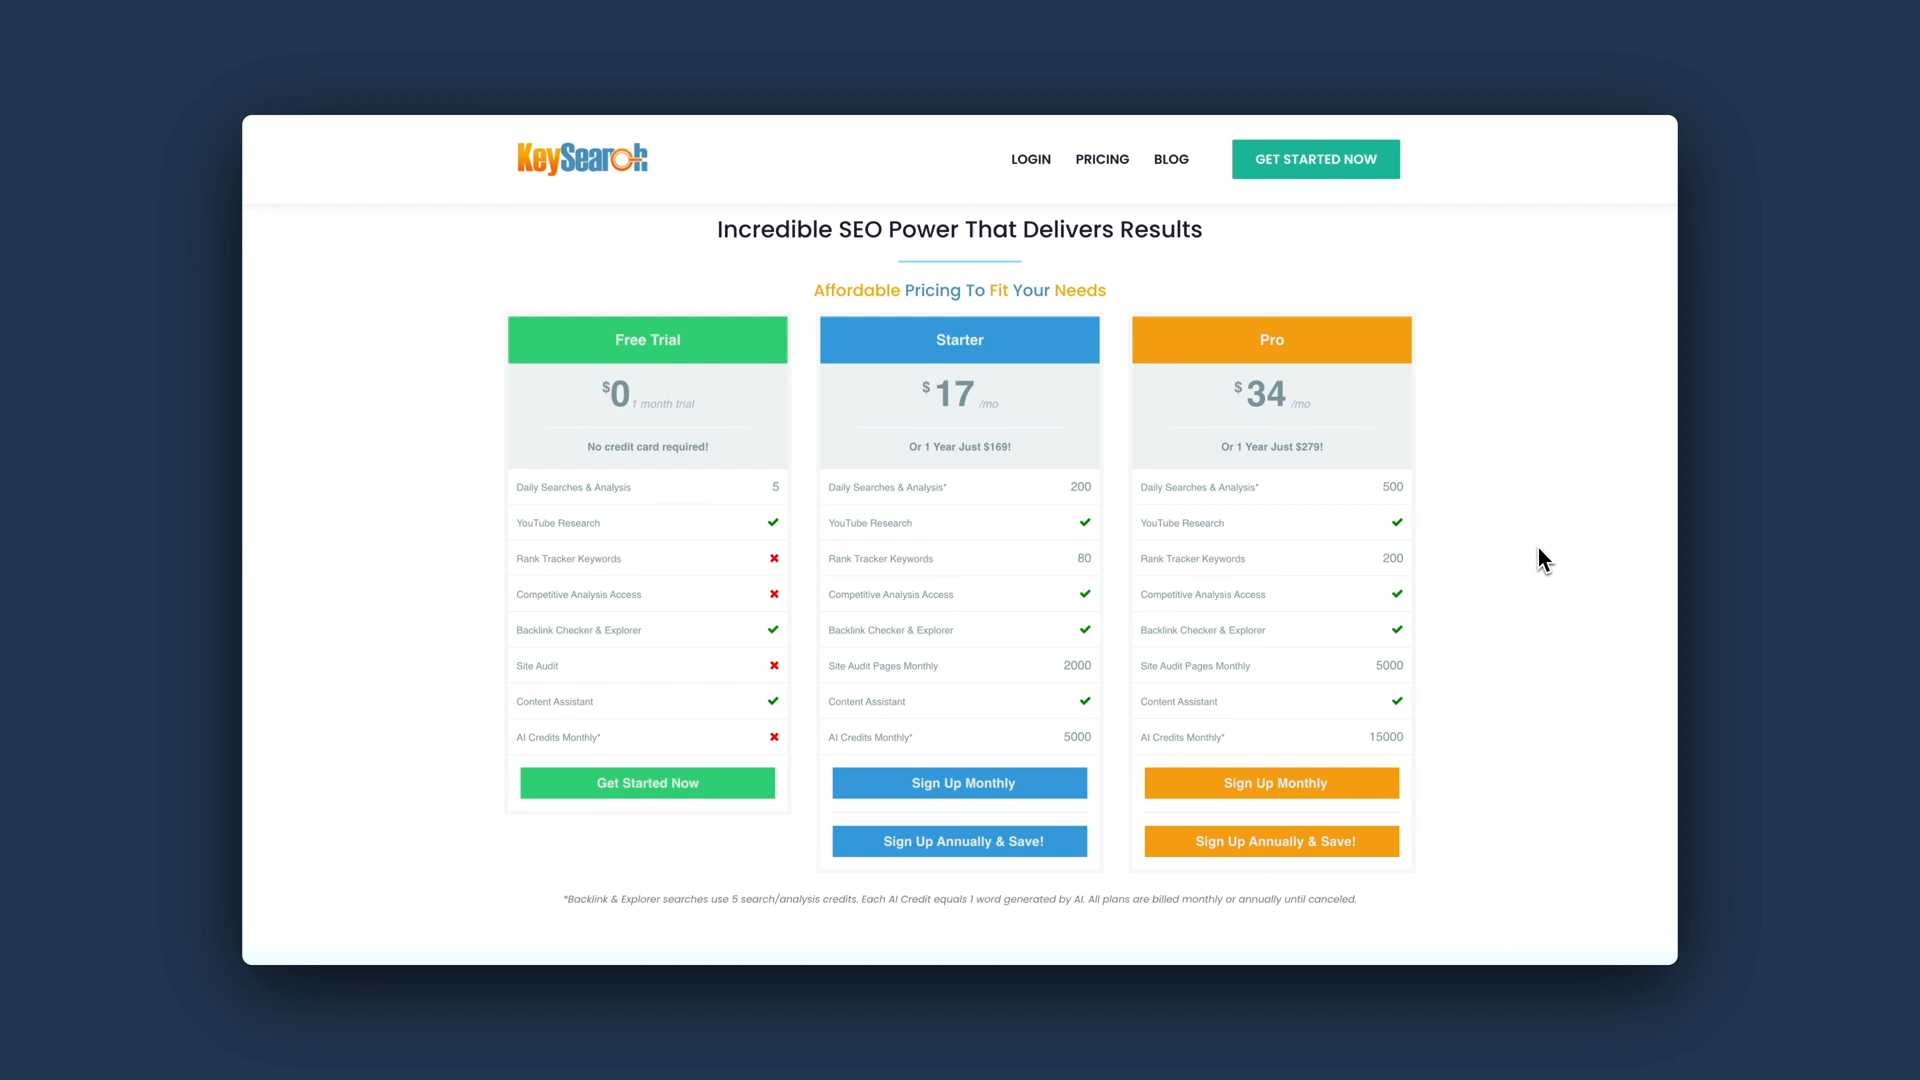 KeySearch
LOGIN PRICING BLOG GET STARTED NOW
Incredible SEO Power That Delivers Results
Affordable Pricing To Fit Your Needs
Free Trial
$0 1 month trial
No credit card required!
Daily Searches & Analysis 5
YouTube Research ✔
Rank Tracker Keywords ✖
Competitive Analysis Access ✖
Backlink Checker & Explorer ✔
Site Audit ✖
Content Assistant ✔
AI Credits Monthly* ✖
Get Started Now
Starter
$ 17 /mo
Or 1 Year Just $169!
Daily Searches & Analysis* 200
YouTube Research ✔
Rank Tracker Keywords 80
Competitive Analysis Access ✔
Backlink Checker & Explorer ✔
Site Audit Pages Monthly 2000
Content Assistant ✔
AI Credits Monthly* 5000
Sign Up Monthly
Sign Up Annually & Save!
Pro
$ 34 /mo
Or 1 Year Just $279!
Daily Searches & Analysis* 500
YouTube Research ✔
Rank Tracker Keywords 200
Competitive Analysis Access ✔
Backlink Checker & Explorer ✔
Site Audit Pages Monthly 5000
Content Assistant ✔
AI Credits Monthly* 15000
Sign Up Monthly
Sign Up Annually & Save!
*Backlink & Explorer searches use 5 search/analysis credits. Each AI Credit equals 1 word generated by AI. All plans are billed monthly or annually until canceled.